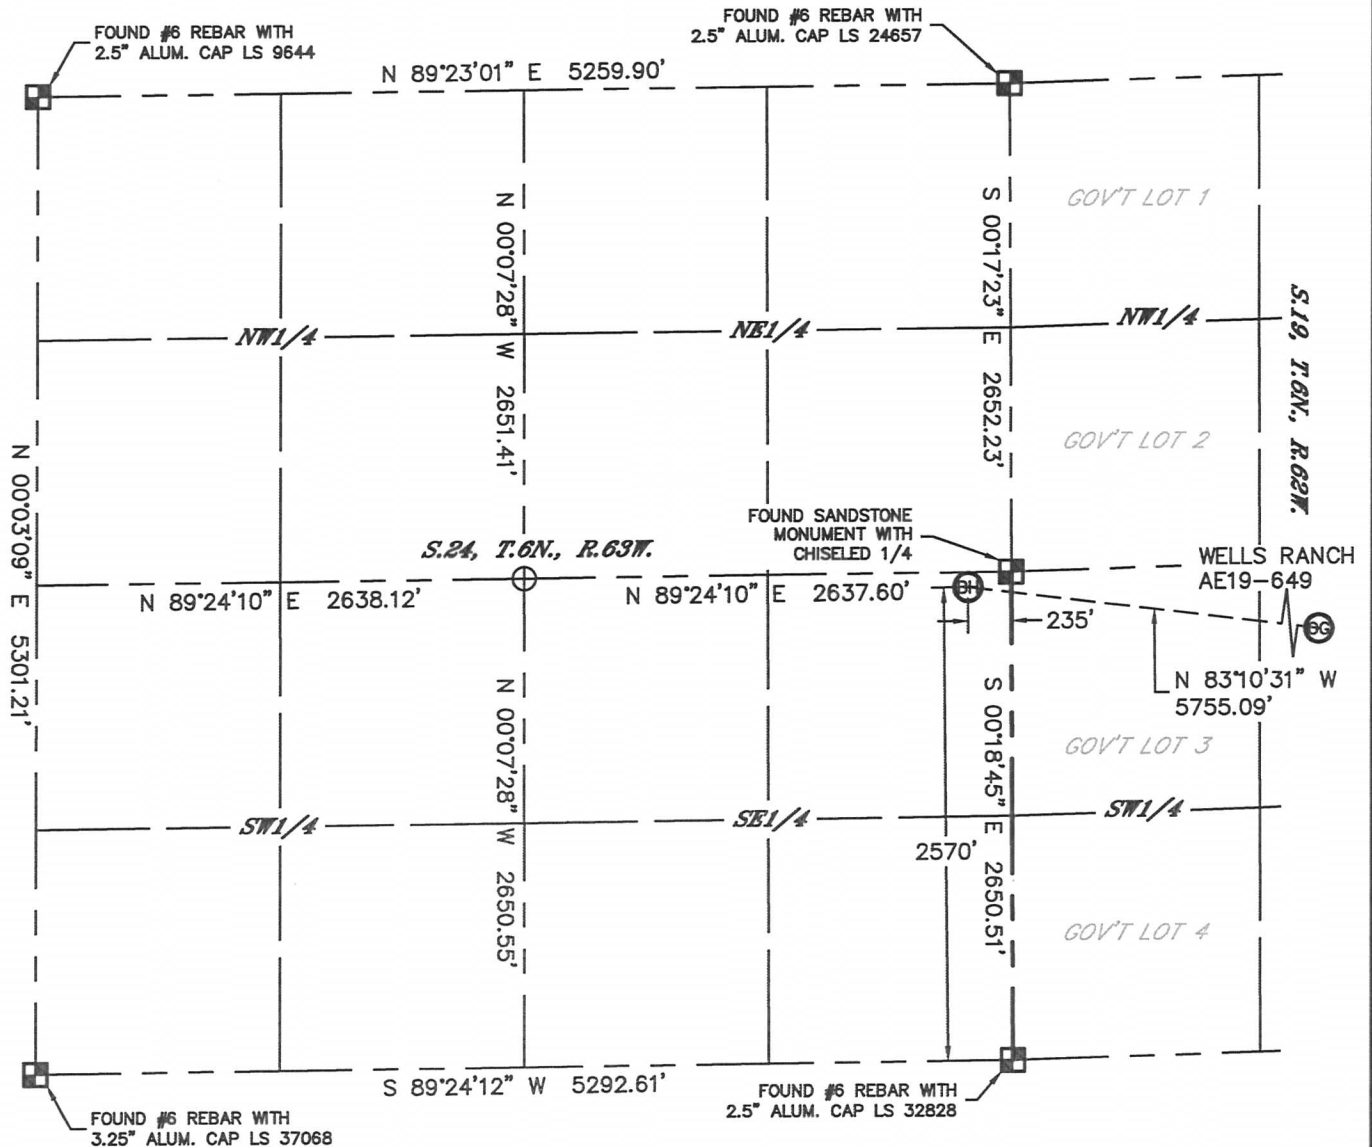 FOUND #6 REBAR WITH
2.5" ALUM. CAP LS 9644
FOUND #6 REBAR WITH
2.5" ALUM. CAP LS 24657
N 89°23'01" E 5259.90'
N 00°07'28" W 2651.41'
S 00°17'23" E 2652.23'
GOV'T LOT 1
NW1/4
NE1/4
NW1/4
S.19, T.6N., R.62W.
GOV'T LOT 2
N 00°03'09" E 5301.21'
FOUND SANDSTONE
MONUMENT WITH
CHISELED 1/4
S.24, T.6N., R.63W.
WELLS RANCH
AE19-649
N 89°24'10" E 2638.12'
N 89°24'10" E 2637.60'
BH
235'
BG
N 83°10'31" W
5755.09'
N 00°07'28" W 2650.55'
S 00°18'45" E 2650.51'
GOV'T LOT 3
SW1/4
SE1/4
SW1/4
2570'
GOV'T LOT 4
S 89°24'12" W 5292.61'
FOUND #6 REBAR WITH
2.5" ALUM. CAP LS 32828
FOUND #6 REBAR WITH
3.25" ALUM. CAP LS 37068